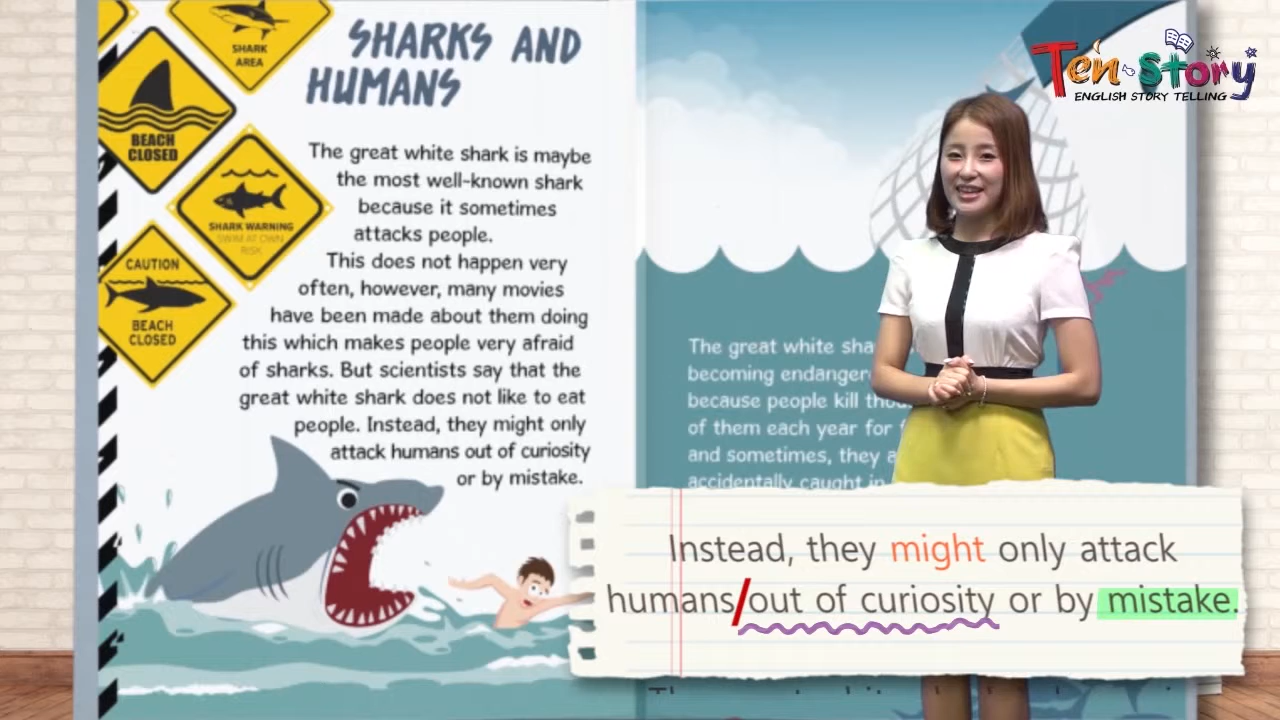 SHARK
AREA
BEACH
CLOSED
SHARK WARNING
SWIM AT OWN
RISK
CAUTION
BEACH
CLOSED
SHARKS AND
HUMANS
The great white shark is maybe
the most well-known shark
because it sometimes
attacks people.
This does not happen very
often, however, many movies
have been made about them doing
this which makes people very afraid
of sharks. But scientists say that the
great white shark does not like to eat
people. Instead, they might only
attack humans out of curiosity
or by mistake.
Ten Story
ENGLISH STORY TELLING
The great white
becoming
because people kill
of them each year for
and sometimes, they
accidentally caught in
Instead, they might only attack
humans/out of curiosity or by mistake.